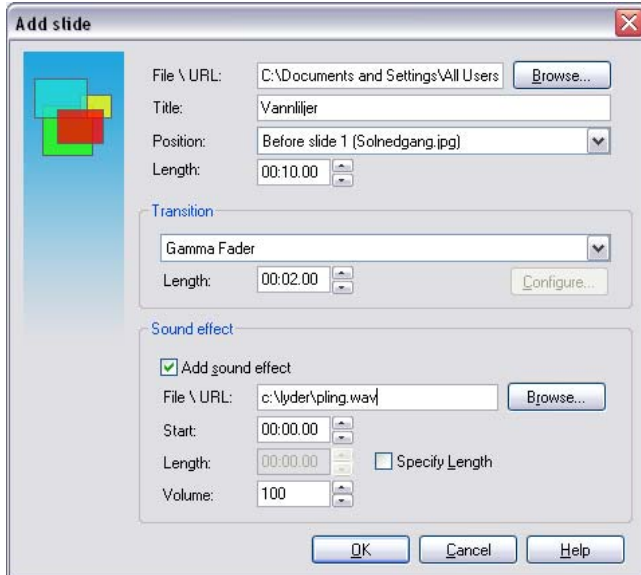 Add slide
File \ URL: C:\Documents and Settings\All Users Browse...
Title: Vannliljer
Position: Before slide 1 (Solnedgang.jpg)
Length: 00:10.00
Transition
Gamma Fader
Length: 00:02.00 Configure...
Sound effect
Add sound effect
File \ URL: c:\lyder\pling.wav Browse...
Start: 00:00.00
Length: 00:00.00 Specify Length
Volume: 100
OK Cancel Help